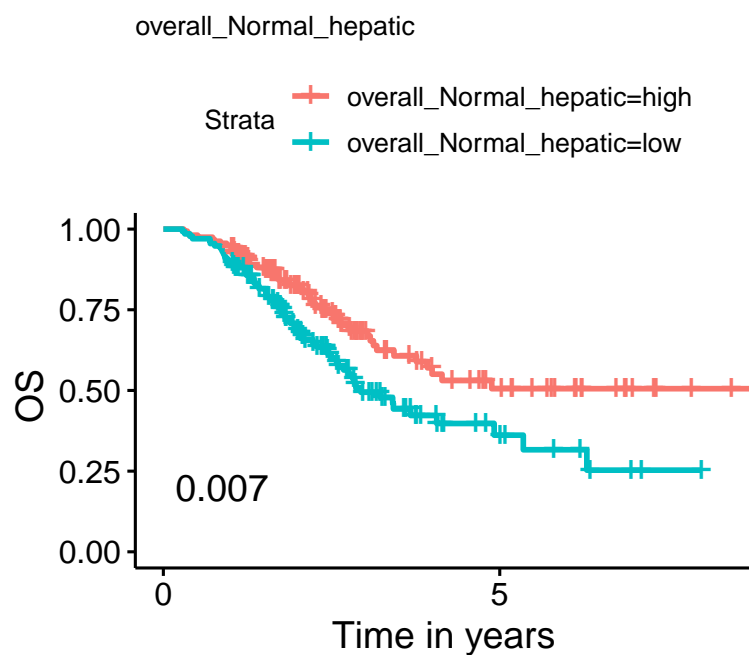 overall_Normal_hepatic
Strata
overall_Normal_hepatic=high
overall_Normal_hepatic=low
OS
1.00
0.75
0.50
0.25
0.00
0.007
0
5
Time in years